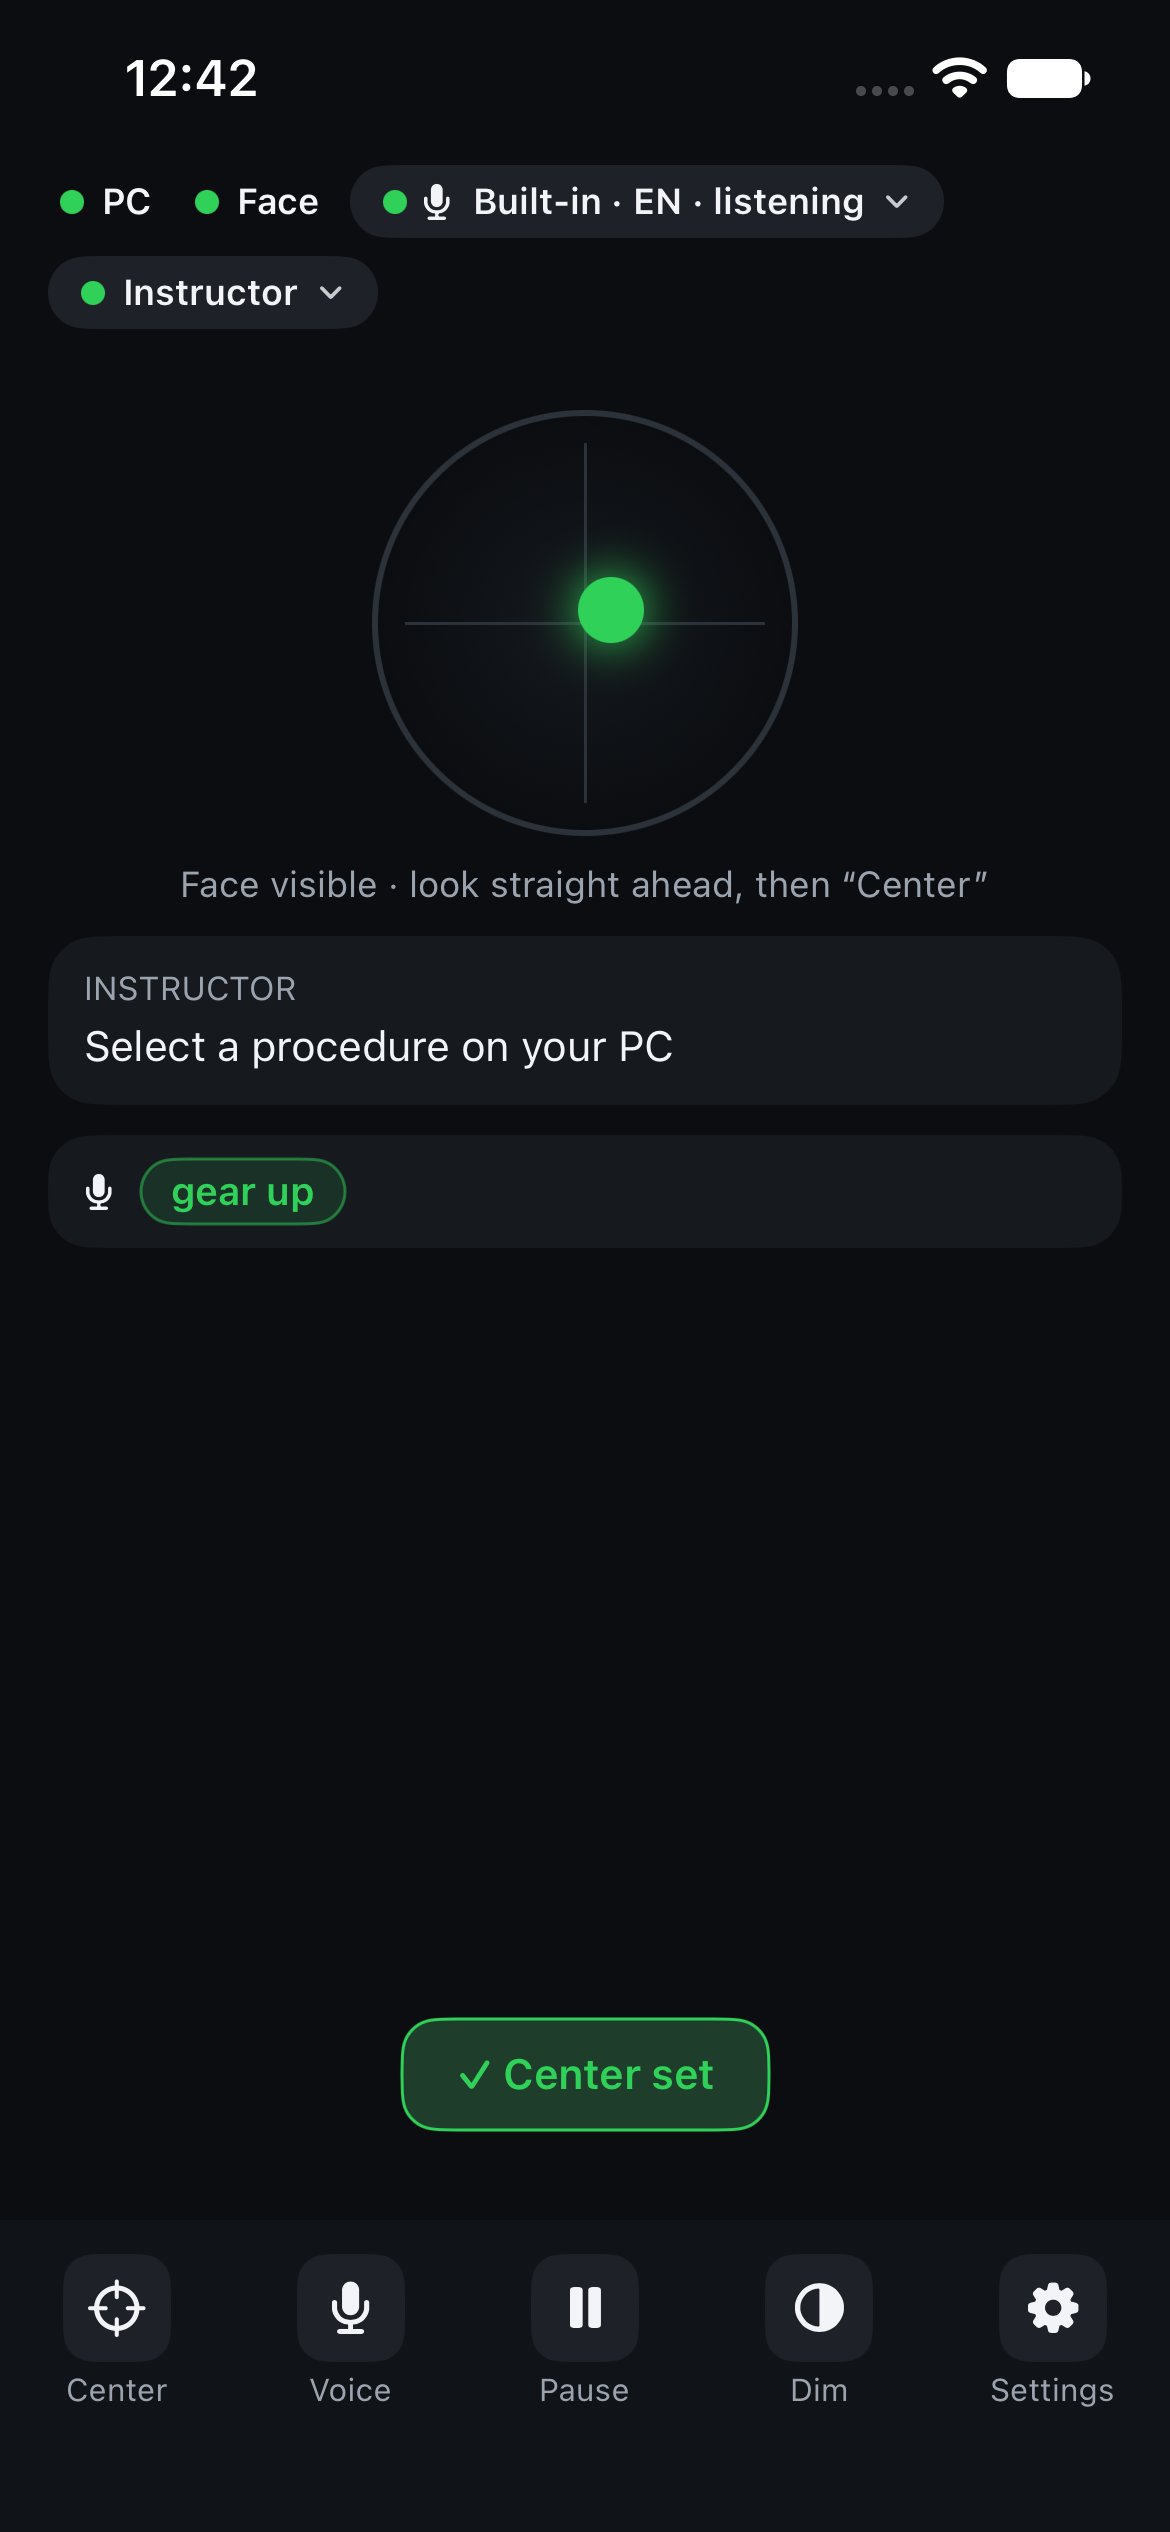 12:42
PC Face Built-in · EN · listening
Instructor
Face visible · look straight ahead, then “Center”
INSTRUCTOR
Select a procedure on your PC
gear up
✓ Center set
Center Voice Pause Dim Settings